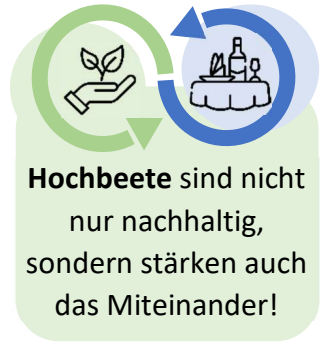 Hochbeete sind nicht
nur nachhaltig,
sondern stärken auch
das Miteinander!